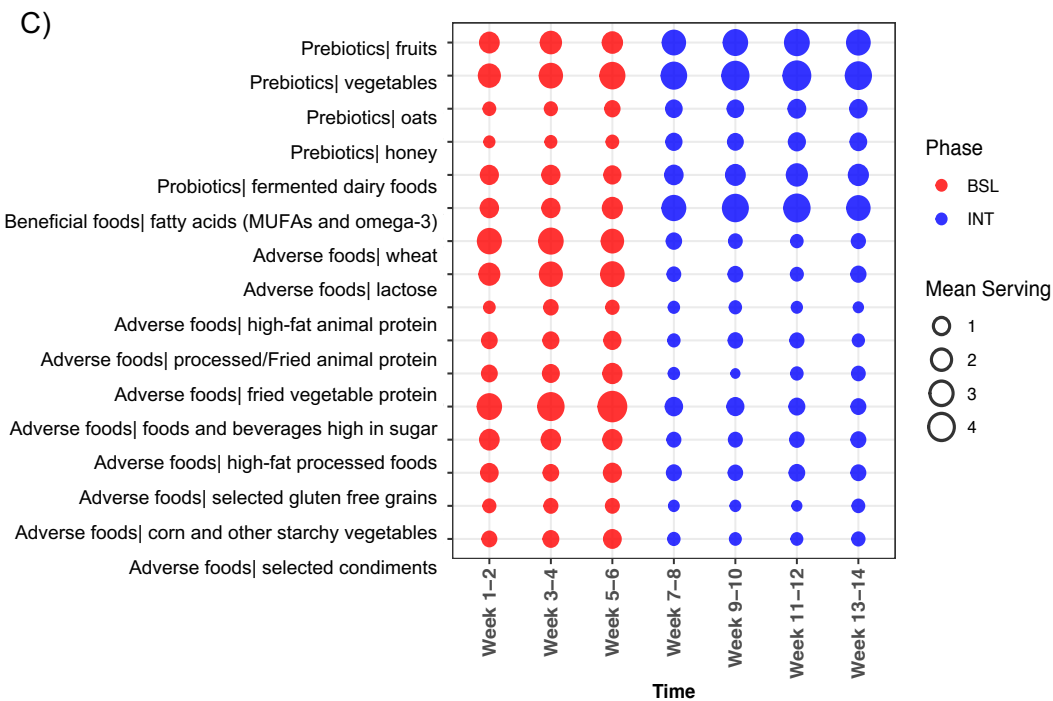 C)
Prebiotics| fruits
Prebiotics| vegetables
Prebiotics| oats
Prebiotics| honey
Probiotics| fermented dairy foods
Beneficial foods| fatty acids (MUFAs and omega-3)
Adverse foods| wheat
Adverse foods| lactose
Adverse foods| high-fat animal protein
Adverse foods| processed/Fried animal protein
Adverse foods| fried vegetable protein
Adverse foods| foods and beverages high in sugar
Adverse foods| high-fat processed foods
Adverse foods| selected gluten free grains
Adverse foods| corn and other starchy vegetables
Adverse foods| selected condiments
Week 1–2
Week 3–4
Week 5–6
Week 7–8
Week 9–10
Week 11–12
Week 13–14
Time
Phase
BSL
INT
Mean Serving
1
2
3
4